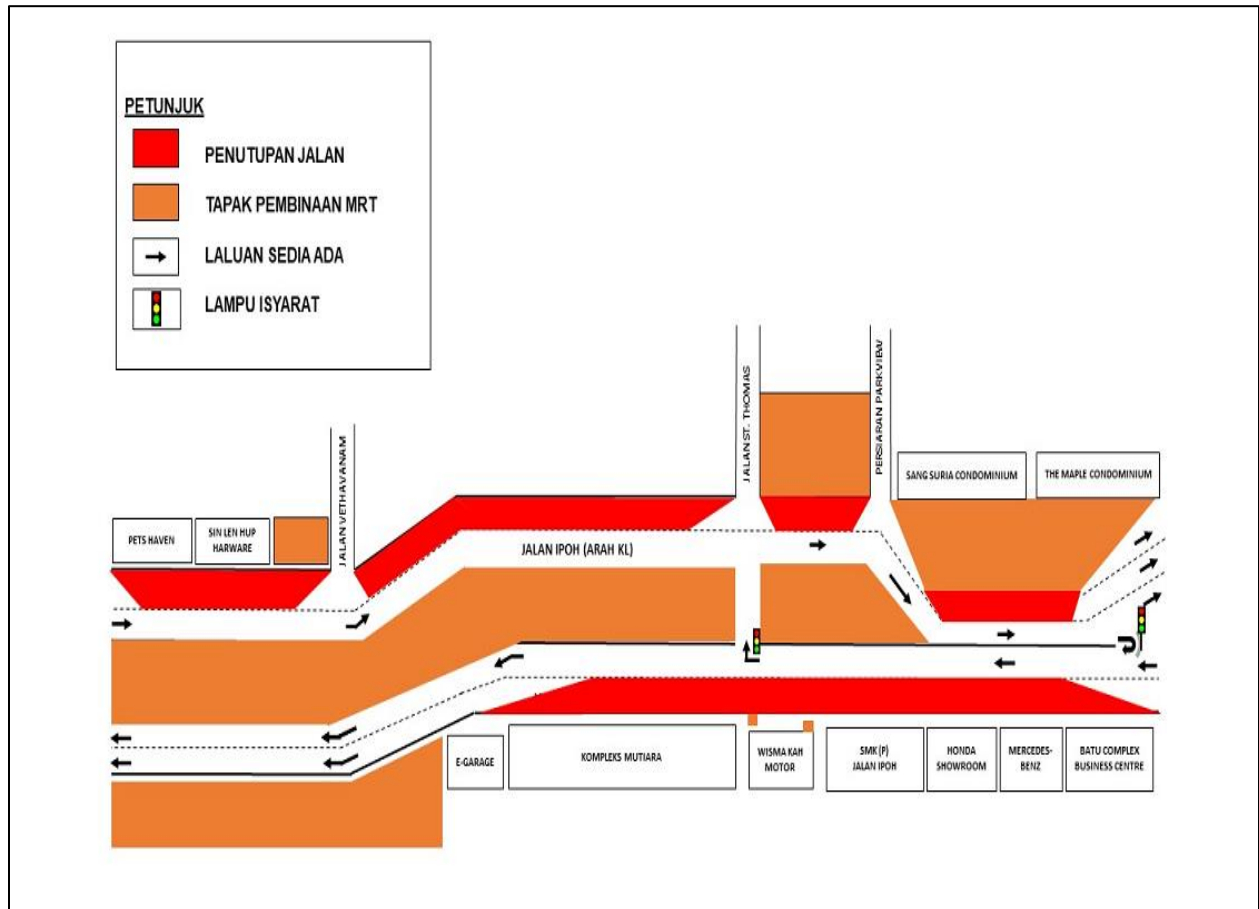 PETUNJUK
PENUTUPAN JALAN
TAPAK PEMBINAAN MRT
LALUAN SEDIA ADA
LAMPU ISYARAT
JALAN VETHAVANAM
JALAN ST. THOMAS
PERSIARAN PARKVIEW
SANG SURIA CONDOMINIUM
THE MAPLE CONDOMINIUM
PETS HAVEN
SIN LEN HUP
HARWARE
JALAN IPOH (ARAH KL)
E-GARAGE
KOMPLEKS MUTIARA
WISMA KAH
MOTOR
SMK (P)
JALAN IPOH
HONDA
SHOWROOM
MERCEDES-
BENZ
BATU COMPLEX
BUSINESS CENTRE